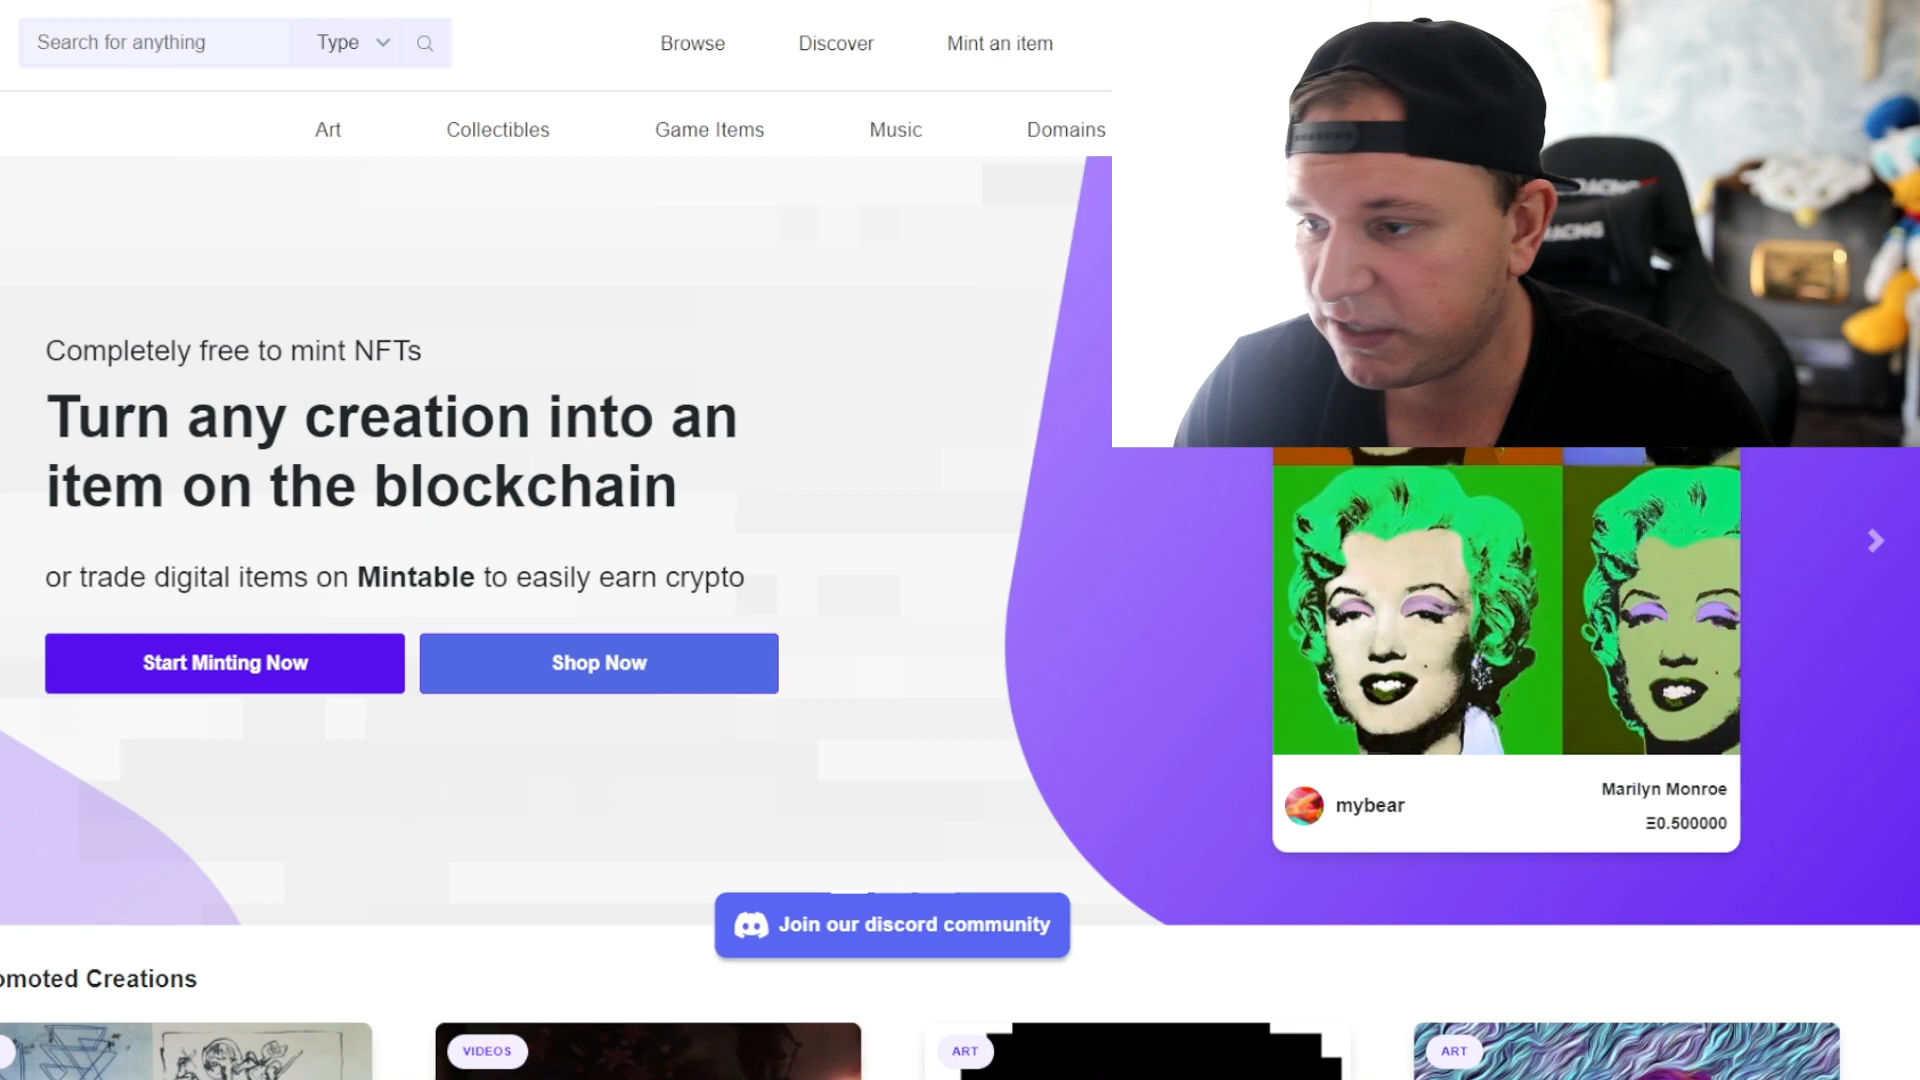 Search for anything
Type
Browse
Discover
Mint an item
Art
Collectibles
Game Items
Music
Domains
RACING
Completely free to mint NFTs
Turn any creation into an
item on the blockchain
or trade digital items on Mintable to easily earn crypto
Start Minting Now
Shop Now
mybear
Marilyn Monroe
Ξ0.500000
Join our discord community
omoted Creations
VIDEOS
ART
ART